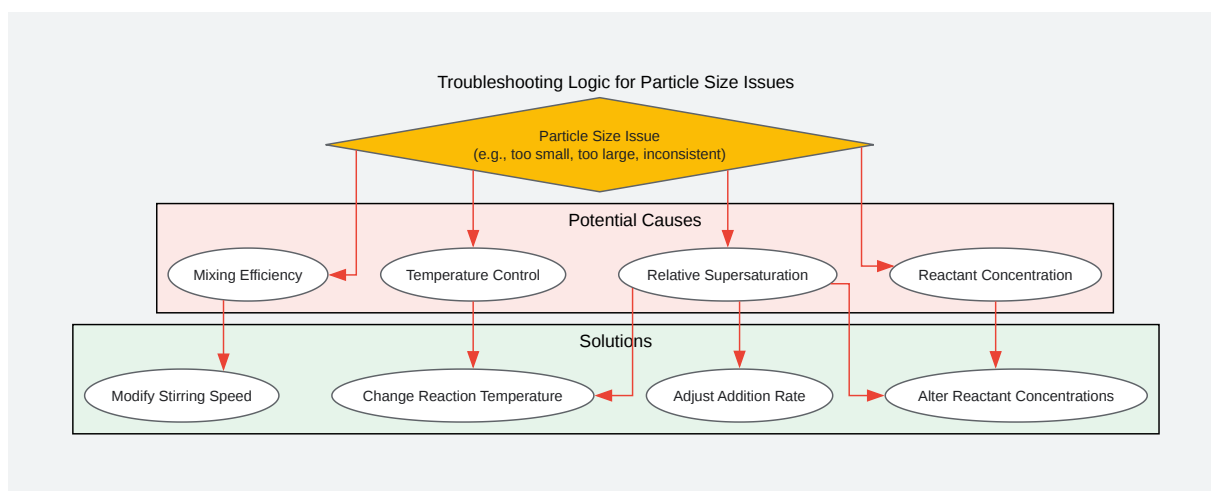 Troubleshooting Logic for Particle Size Issues
Particle Size Issue
(e.g., too small, too large, inconsistent)
Potential Causes
Mixing Efficiency
Temperature Control
Relative Supersaturation
Reactant Concentration
Solutions
Modify Stirring Speed
Change Reaction Temperature
Adjust Addition Rate
Alter Reactant Concentrations